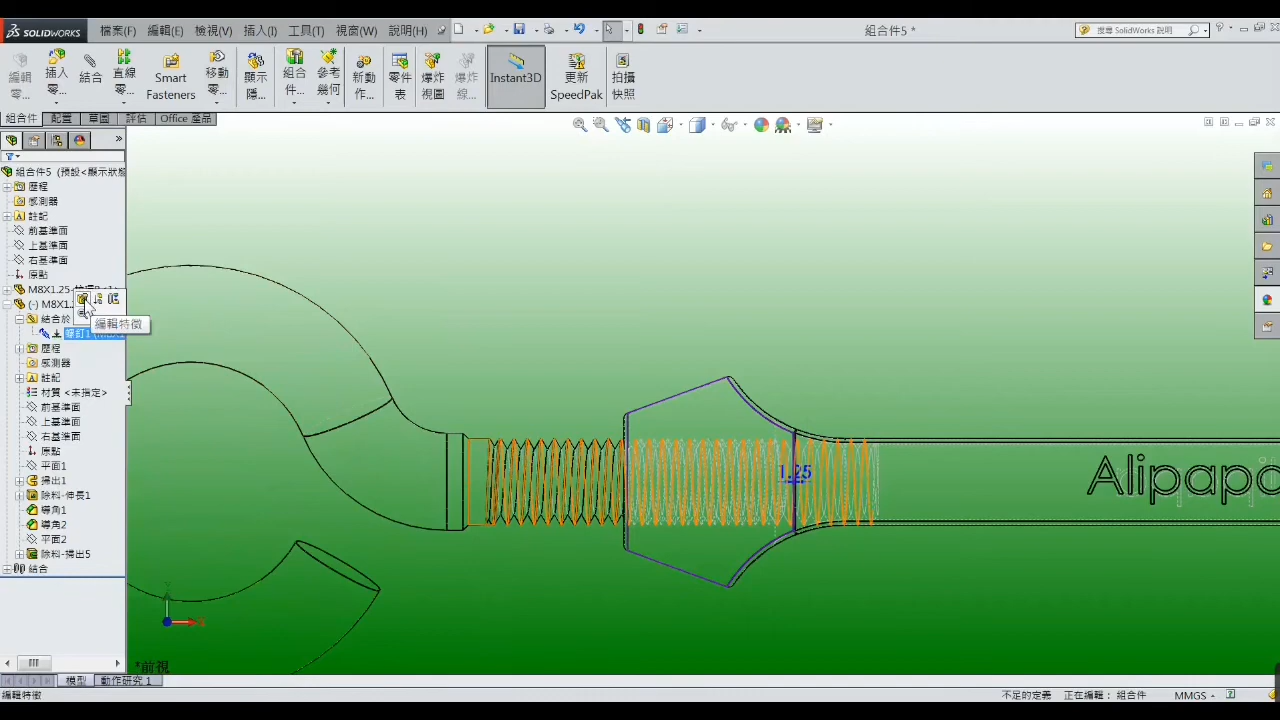 SOLIDWORKS 檔案(F) 編輯(E) 檢視(V) 插入(I) 工具(T) 視窗(W) 說明(U) 組合件5 * 搜尋 SolidWorks 說明
編輯零... 插入零... 結合 直線零... Smart Fasteners 移動零... 顯示隱... 組合件... 參考幾何 新動作... 零件表 爆炸視圖 爆炸線... Instant3D 更新 SpeedPak 拍攝快照
組合件 配置 草圖 評估 Office 產品
組合件5 (預設<顯示狀態
歷程
感測器
註記
前基準面
上基準面
右基準面
原點
M8X1.25-
(-) M8X1.2
編輯特徵
結合於
螺釘1 (M8X1
歷程
感測器
註記
材質 <未指定>
前基準面
上基準面
右基準面
原點
平面1
掃出1
除料-伸長1
導角1
導角2
平面2
除料-掃出5
結合
1.25
Alipapa
Y
X
*前視
模型 動作研究 1
編輯特徵 不足的定義 正在編輯： 組合件 MMGS